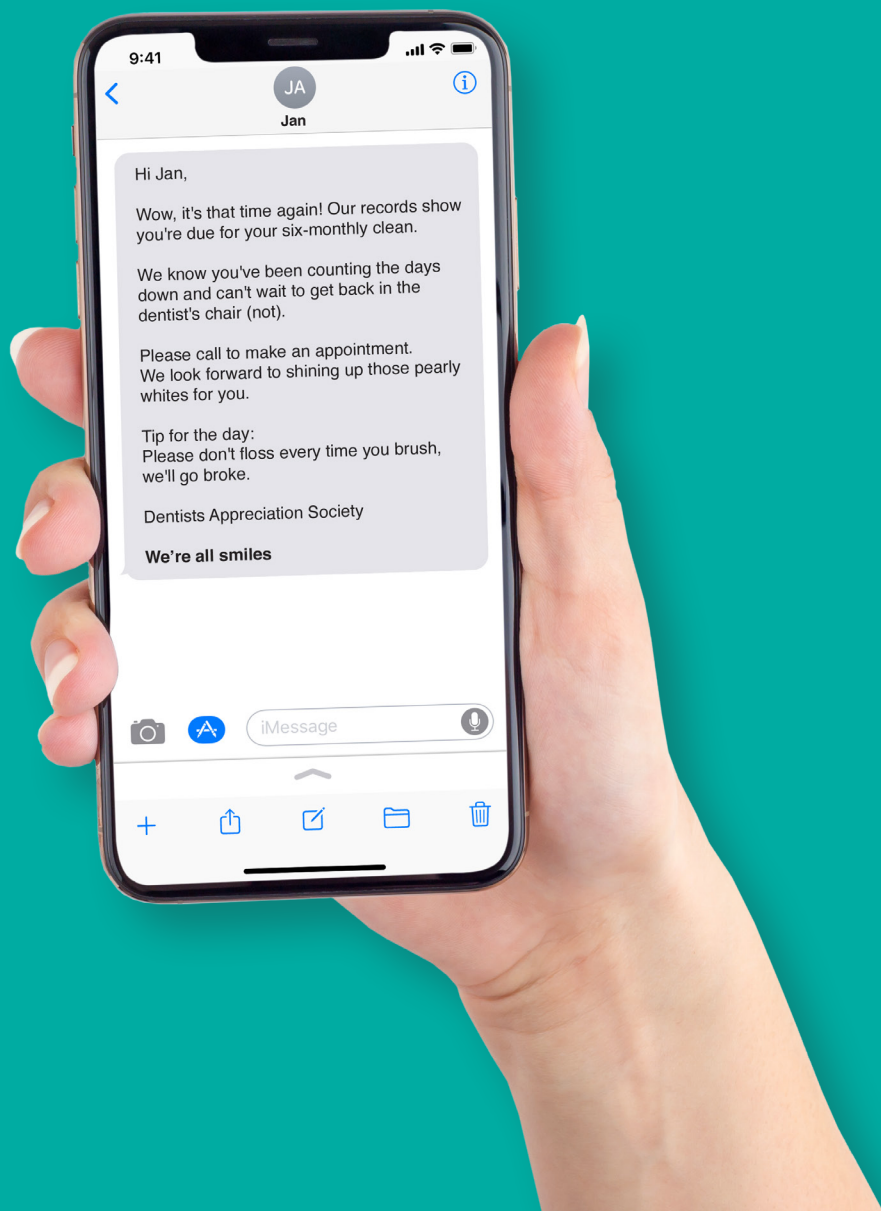 9:41
JA
Jan
Hi Jan,
Wow, it's that time again! Our records show
you're due for your six-monthly clean.
We know you've been counting the days
down and can't wait to get back in the
dentist's chair (not).
Please call to make an appointment.
We look forward to shining up those pearly
whites for you.
Tip for the day:
Please don't floss every time you brush,
we'll go broke.
Dentists Appreciation Society
We're all smiles
iMessage